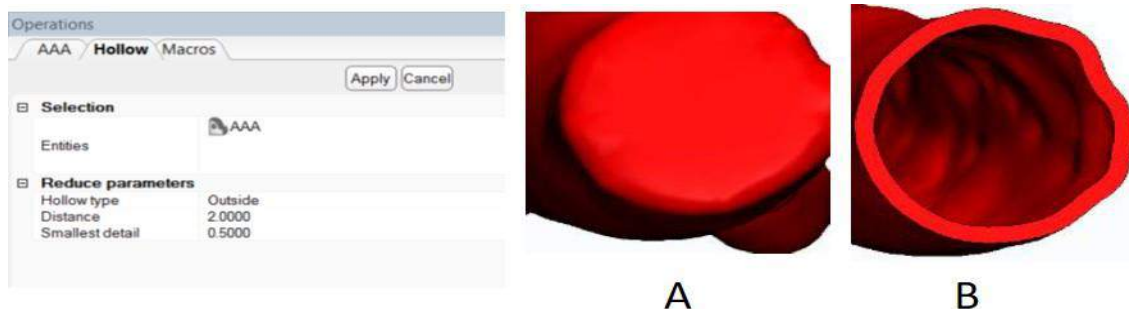 Operations
AAA Hollow Macros
Apply Cancel
Selection
AAA
Entities
Reduce parameters
Hollow type Outside
Distance 2.0000
Smallest detail 0.5000
A B